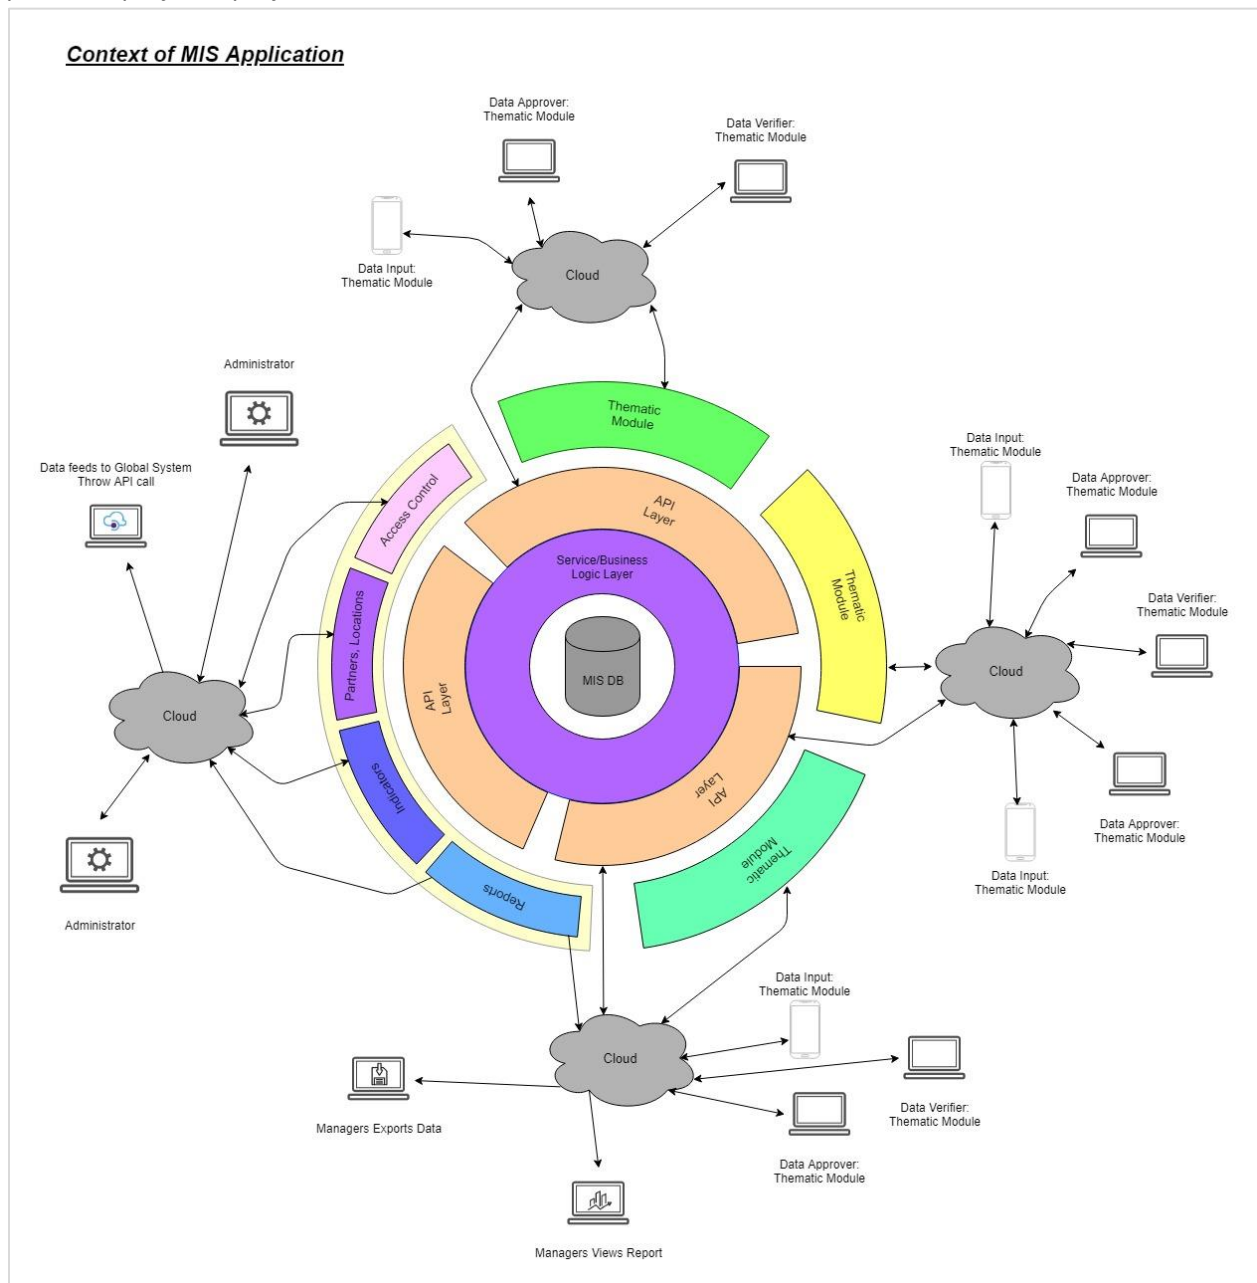 Context of MIS Application
Data Approver:
Thematic Module
Data Verifier:
Thematic Module
Data Input:
Thematic Module
Cloud
Administrator
Thematic
Module
Data feeds to Global System
Throw API call
Access Control
API
Layer
Data Input:
Thematic Module
Data Approver:
Thematic Module
Service/Business
Logic Layer
Thematic
Module
Data Verifier:
Thematic Module
Partners, Locations
API
Layer
MIS DB
Cloud
Cloud
Indicators
API
Layer
Data Approver:
Thematic Module
Thematic
Module
Data Input:
Thematic Module
Reports
Administrator
Data Input:
Thematic Module
Cloud
Managers Exports Data
Data Verifier:
Thematic Module
Data Approver:
Thematic Module
Managers Views Report